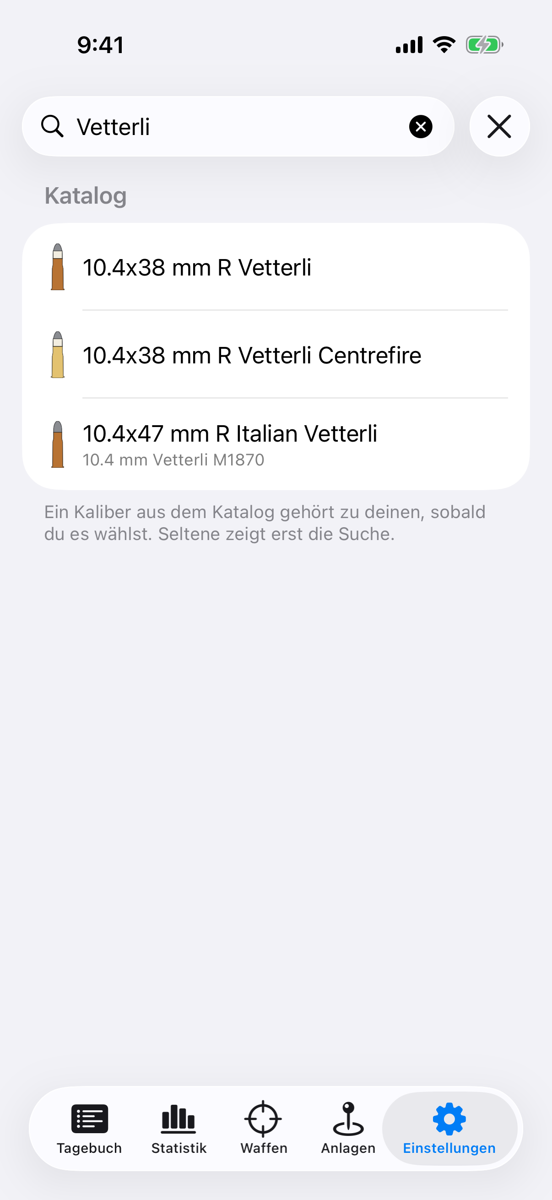 9:41
Vetterli
Katalog
10.4x38 mm R Vetterli
10.4x38 mm R Vetterli Centrefire
10.4x47 mm R Italian Vetterli
10.4 mm Vetterli M1870
Ein Kaliber aus dem Katalog gehört zu deinen, sobald
du es wählst. Seltene zeigt erst die Suche.
Tagebuch Statistik Waffen Anlagen Einstellungen